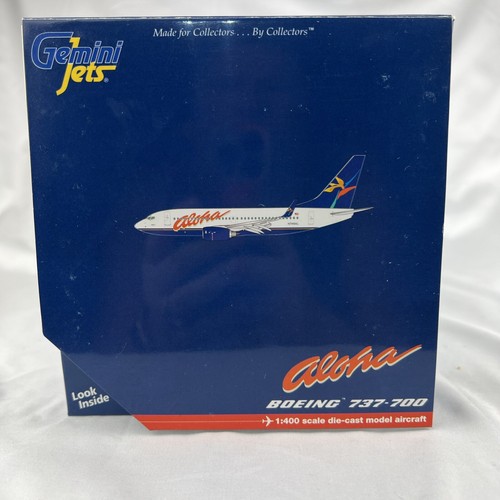 Gemini
Jets®
Made for Collectors . . . By Collectors™
Aloha
Aloha
BOEING™ 737-700
Look
Inside
1:400 scale die-cast model aircraft